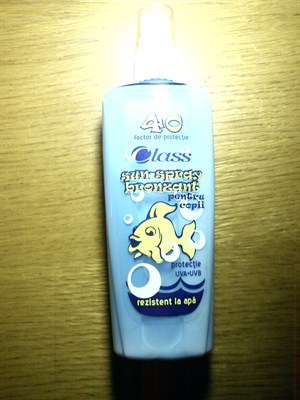 40
Factor de protecție
Class
sun spray
bronzant
pentru
copii
protecție
UVA•UVB
rezistent la apă